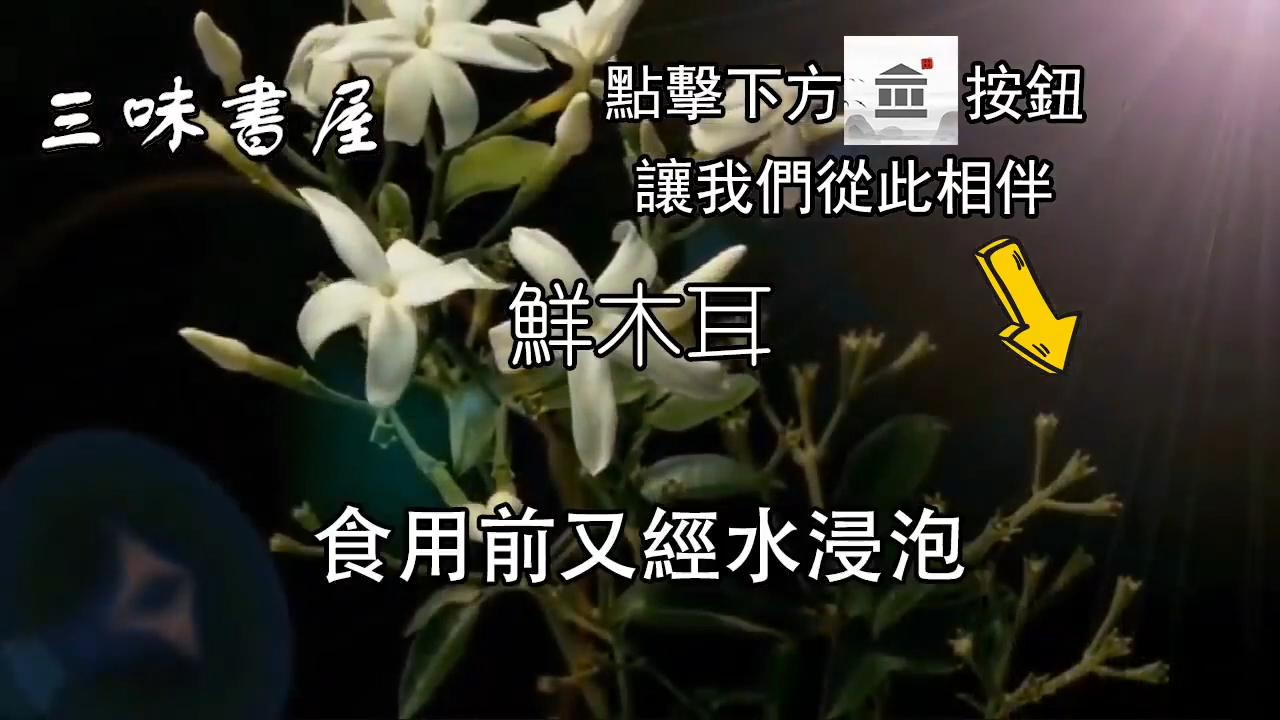 三味書屋
點擊下方按鈕
讓我們從此相伴
鮮木耳
食用前又經水浸泡